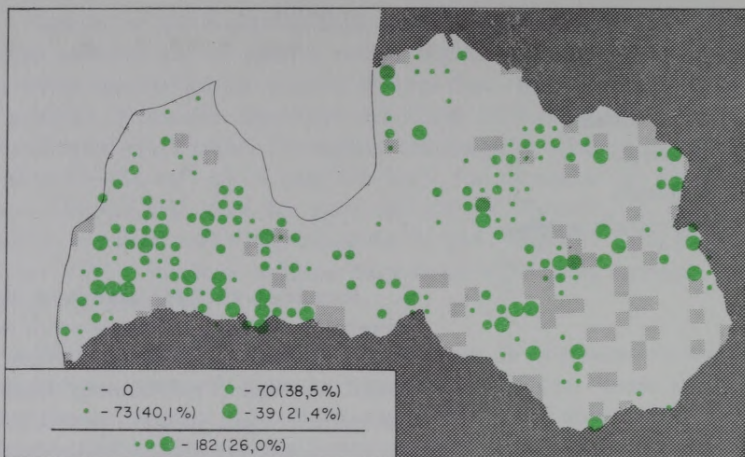 - 0
- 70 (38,5%)
- 73 (40,1%)
- 39 (21,4%)
- 182 (26,0%)